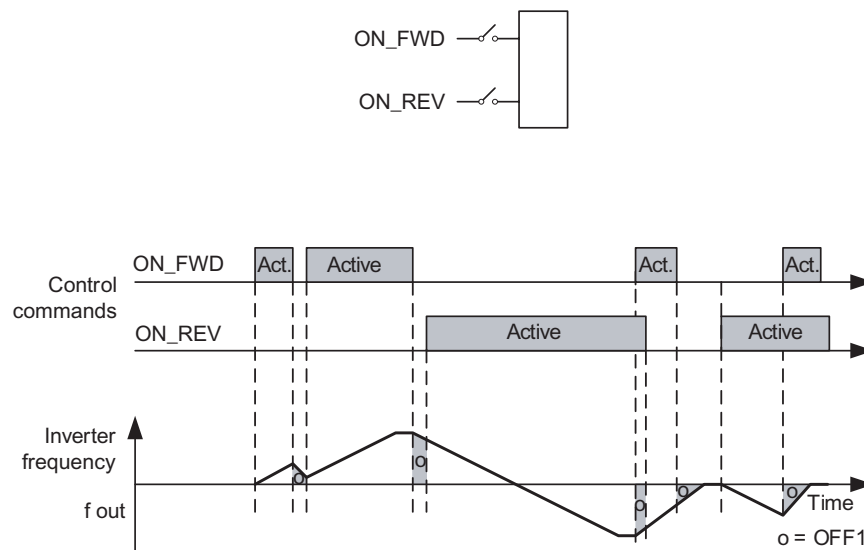 ON_FWD
ON_REV
ON_FWD
Act.
Active
Act.
Act.
Control
commands
ON_REV
Active
Active
Inverter
frequency
o
o
o
o
o
Time
f out
o = OFF1